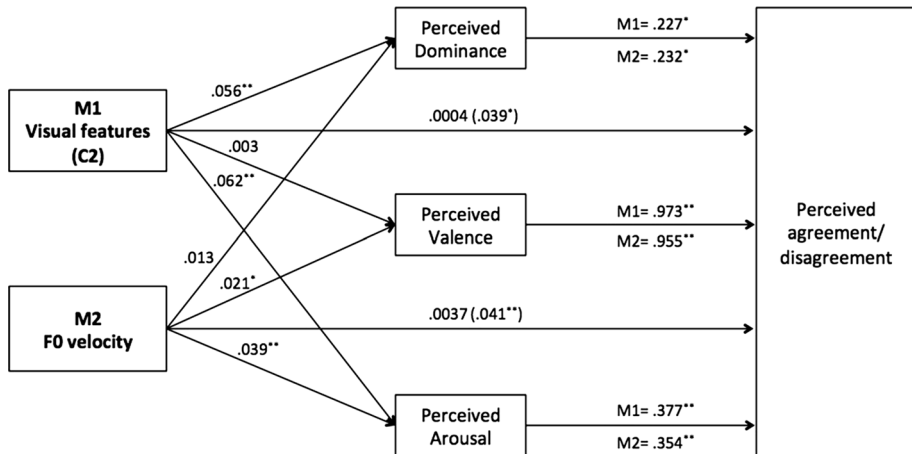 Perceived
Dominance
M1= .227*
M2= .232*
.056**
M1
Visual features
(C2)
.0004 (.039*)
.003
.062**
Perceived
Valence
M1= .973**
M2= .955**
Perceived
agreement/
disagreement
.013
.021*
M2
F0 velocity
.0037 (.041**)
.039**
Perceived
Arousal
M1= .377**
M2= .354**